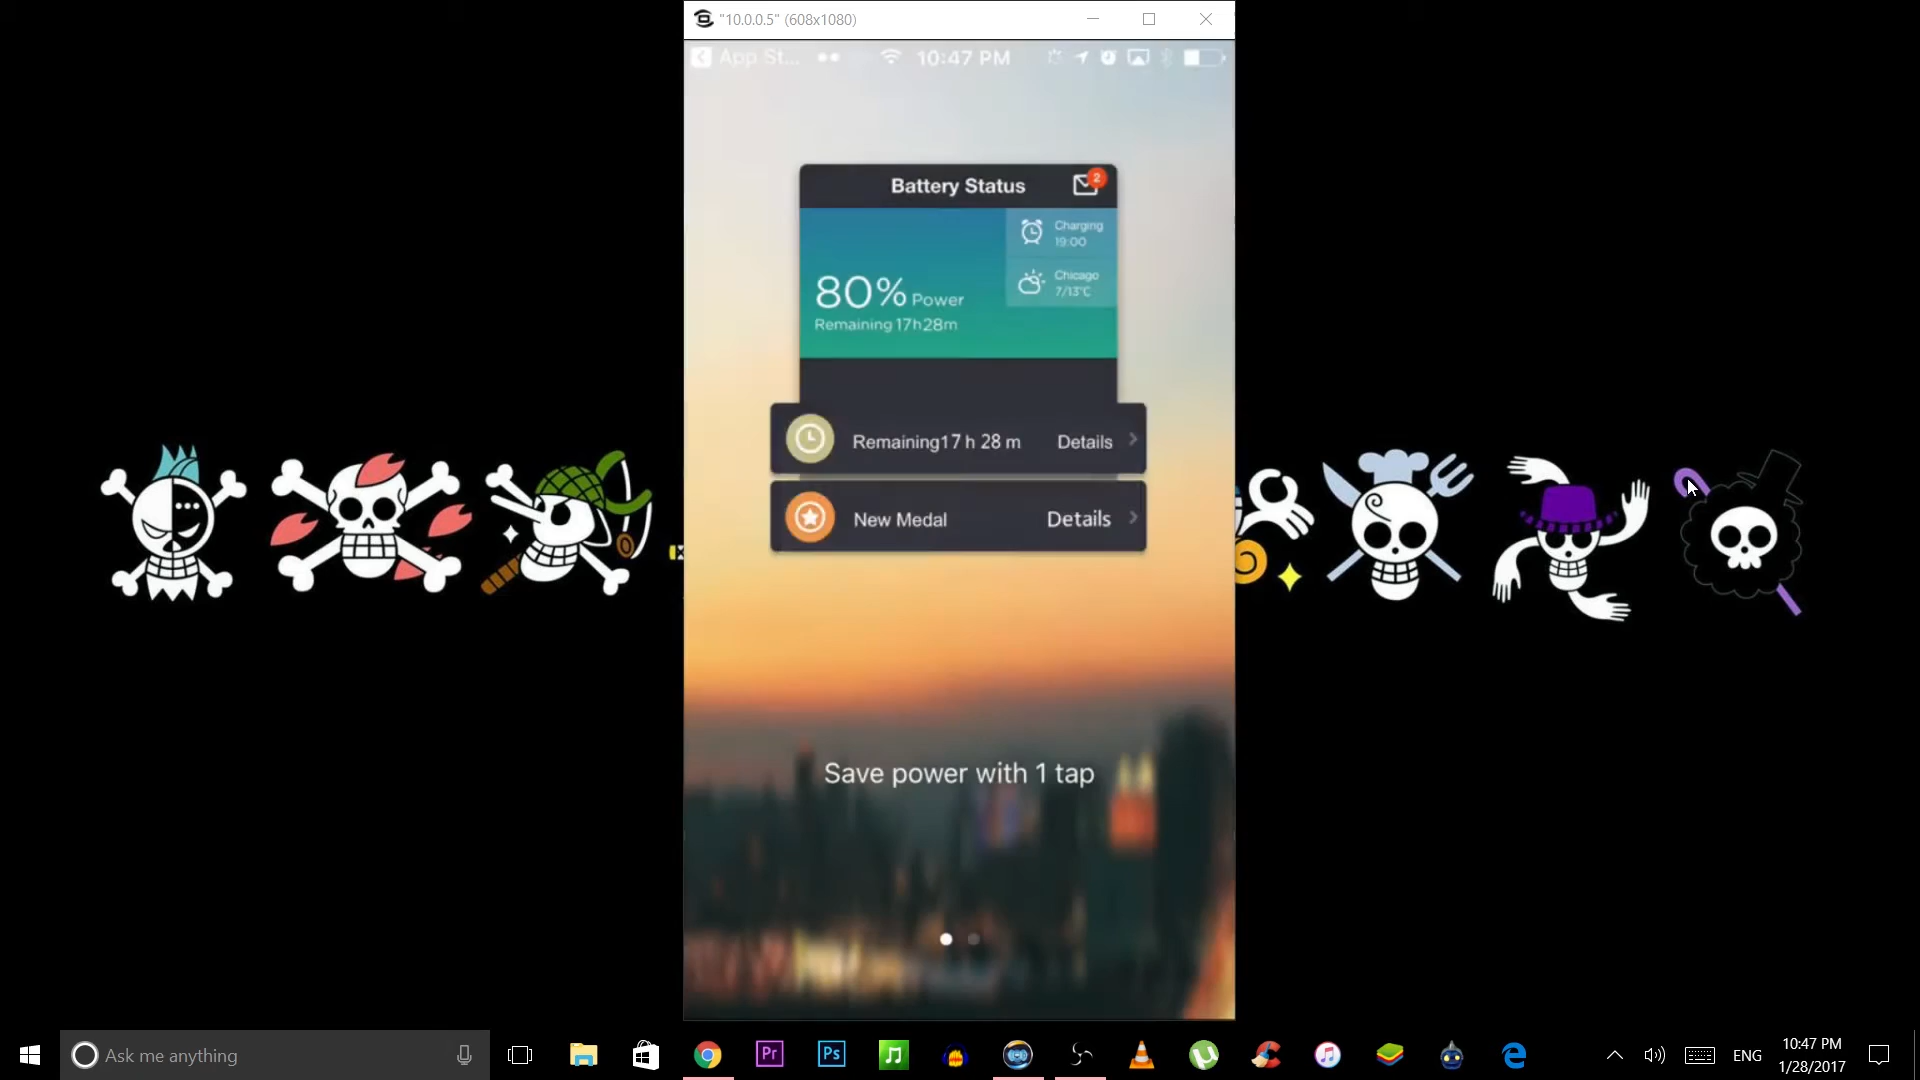 "10.0.0.5" (608x1080)
App St...
10:47 PM
Battery Status
2
Charging
19:00
80% Power
Chicago
7/13°C
Remaining 17h28m
Remaining17 h 28 m
Details
New Medal
Details
Save power with 1 tap
Ask me anything
Pr
Ps
ENG
10:47 PM
1/28/2017